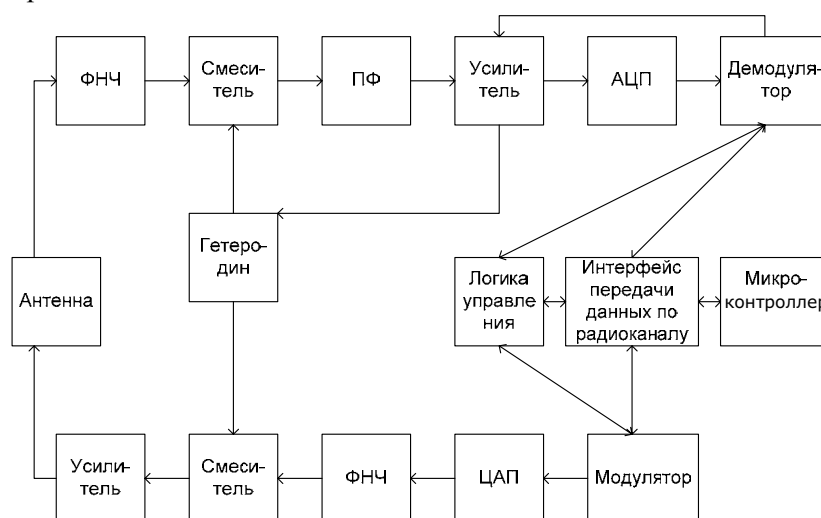 ФНЧ
Смеси-
тель
ПФ
Усили-
тель
АЦП
Демодуля-
тор
Гетеро-
дин
Антенна
Логика
управле
ния
Интерфейс
передачи
данных по
радиоканалу
Микро-
контроллер
Усили-
тель
Смеси-
тель
ФНЧ
ЦАП
Модулятор